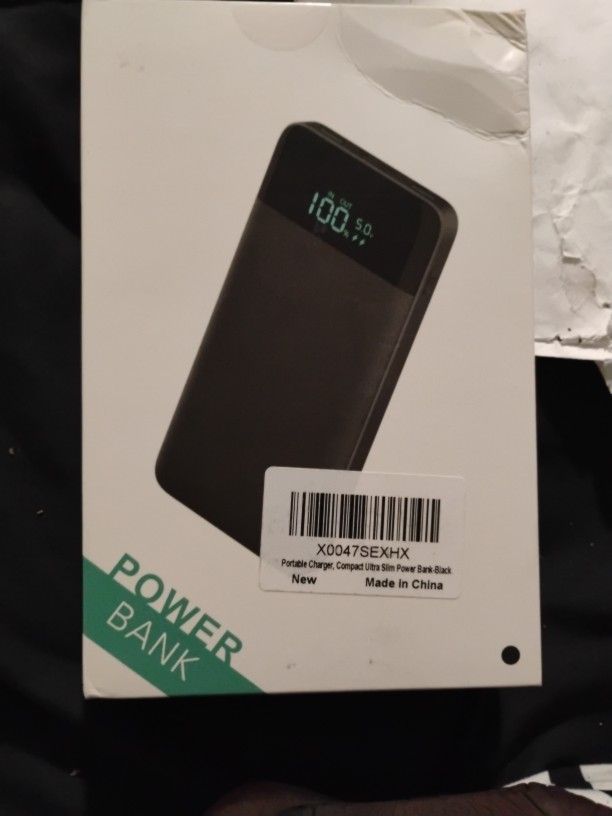 IN OUT
100% 5.0V
X0047SEXHX
Portable Charger, Compact Ultra Slim Power Bank-Black
New Made in China
POWER
BANK